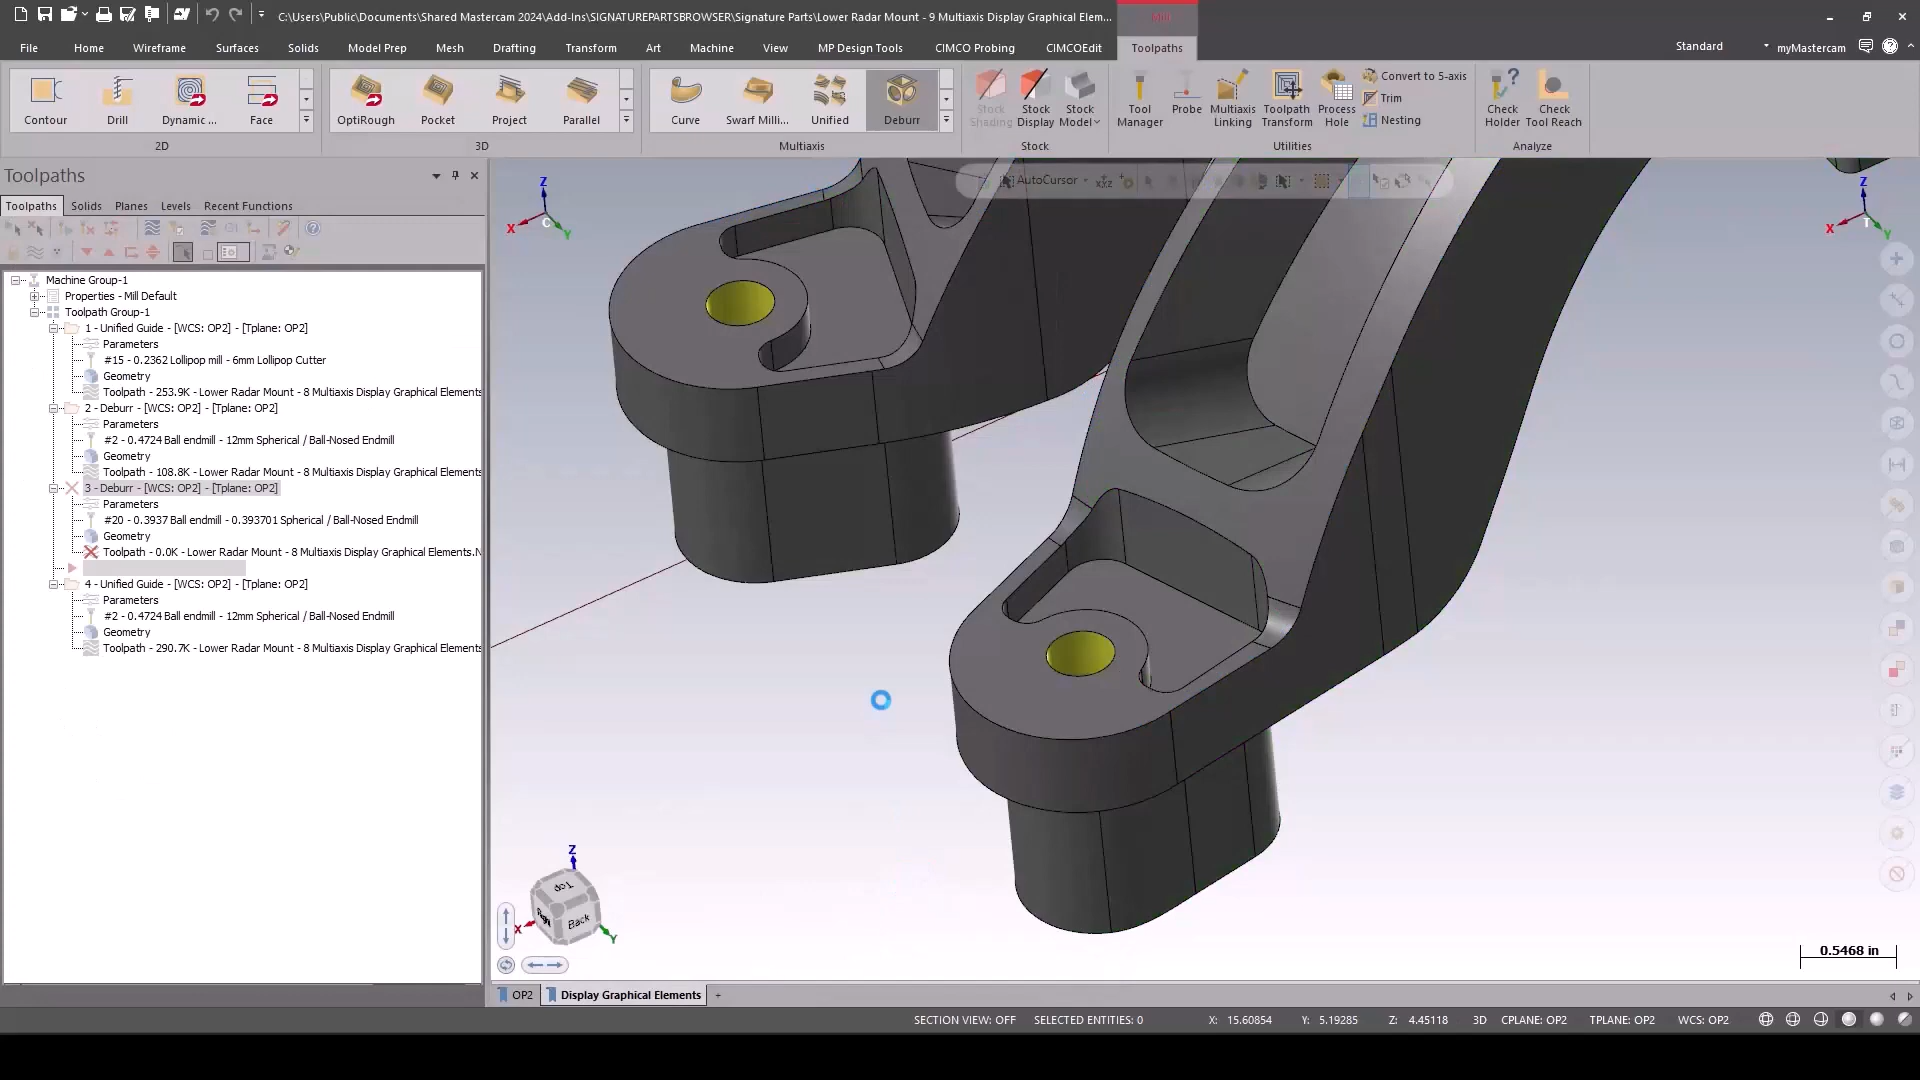 C:\Users\Public\Documents\Shared Mastercam 2024\Add-Ins\SIGNATUREPARTSBROWSER\Signature Parts\Lower Radar Mount - 9 Multiaxis Display Graphical Elem...
Mill
File Home Wireframe Surfaces Solids Model Prep Mesh Drafting Transform Art Machine View MP Design Tools CIMCO Probing CIMCOEdit Toolpaths Standard myMastercam
Contour Drill Dynamic ... Face
OptiRough Pocket Project Parallel
Curve Swarf Milli... Unified Deburr
Stock Shading Stock Display Stock Model
Tool Manager Probe Multiaxis Linking Toolpath Transform Process Hole
Convert to 5-axis
Trim
Nesting
Check Holder Check Tool Reach
2D 3D Multiaxis Stock Utilities Analyze
Toolpaths
Toolpaths Solids Planes Levels Recent Functions
Machine Group-1
Properties - Mill Default
Toolpath Group-1
1 - Unified Guide - [WCS: OP2] - [Tplane: OP2]
Parameters
#15 - 0.2362 Lollipop mill - 6mm Lollipop Cutter
Geometry
Toolpath - 253.9K - Lower Radar Mount - 8 Multiaxis Display Graphical Elements
2 - Deburr - [WCS: OP2] - [Tplane: OP2]
Parameters
#2 - 0.4724 Ball endmill - 12mm Spherical / Ball-Nosed Endmill
Geometry
Toolpath - 108.8K - Lower Radar Mount - 8 Multiaxis Display Graphical Elements
3 - Deburr - [WCS: OP2] - [Tplane: OP2]
Parameters
#20 - 0.3937 Ball endmill - 0.393701 Spherical / Ball-Nosed Endmill
Geometry
Toolpath - 0.0K - Lower Radar Mount - 8 Multiaxis Display Graphical Elements.N
4 - Unified Guide - [WCS: OP2] - [Tplane: OP2]
Parameters
#2 - 0.4724 Ball endmill - 12mm Spherical / Ball-Nosed Endmill
Geometry
Toolpath - 290.7K - Lower Radar Mount - 8 Multiaxis Display Graphical Elements
AutoCursor
Z
X
C
Y
Z
X
T
Y
Z
Top
Right
Back
X
Y
0.5468 in
OP2 Display Graphical Elements +
SECTION VIEW: OFF SELECTED ENTITIES: 0 X: 15.60854 Y: 5.19285 Z: 4.45118 3D CPLANE: OP2 TPLANE: OP2 WCS: OP2